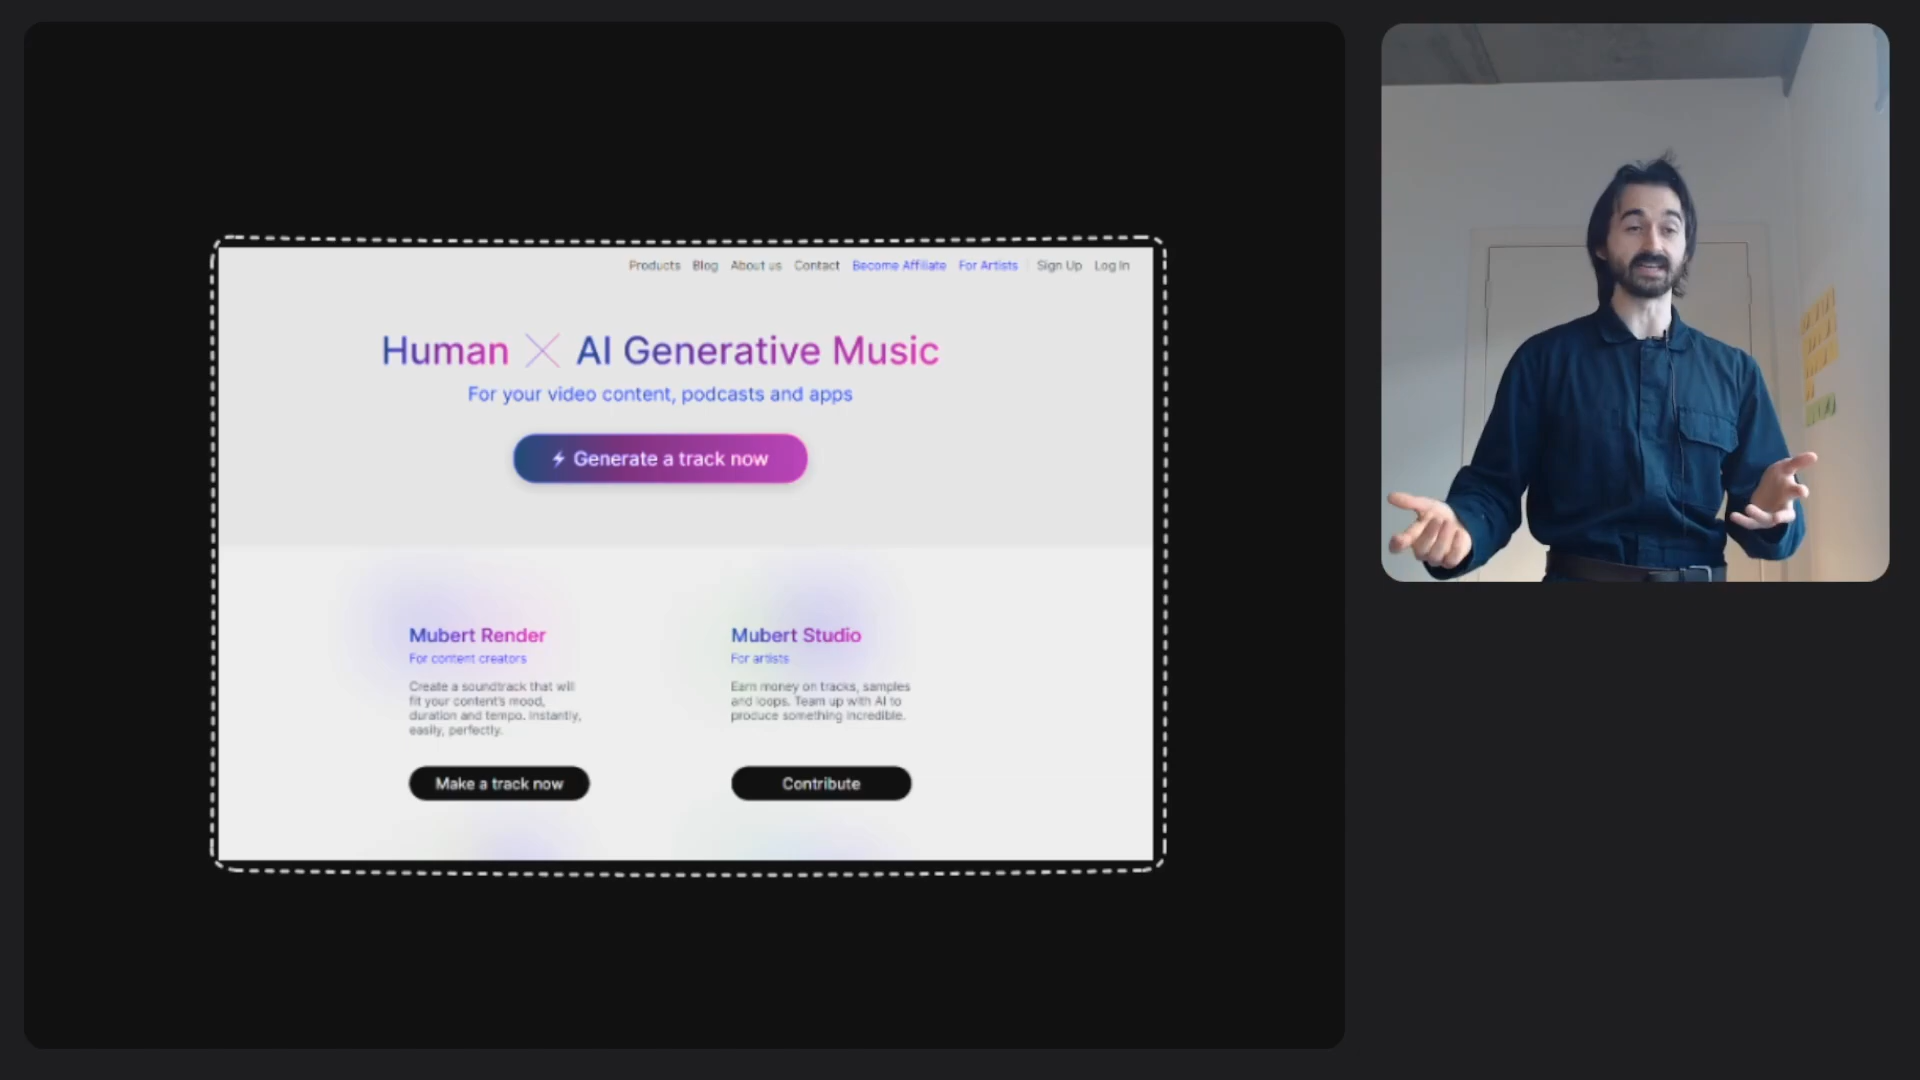 Products Blog About us Contact Become Affiliate For Artists Sign Up Log In
Human X AI Generative Music
For your video content, podcasts and apps
Generate a track now
Mubert Render
For content creators
Create a soundtrack that will
fit your content's mood,
duration and tempo. Instantly,
easily, perfectly.
Make a track now
Mubert Studio
For artists
Earn money on tracks, samples
and loops. Team up with AI to
produce something incredible.
Contribute